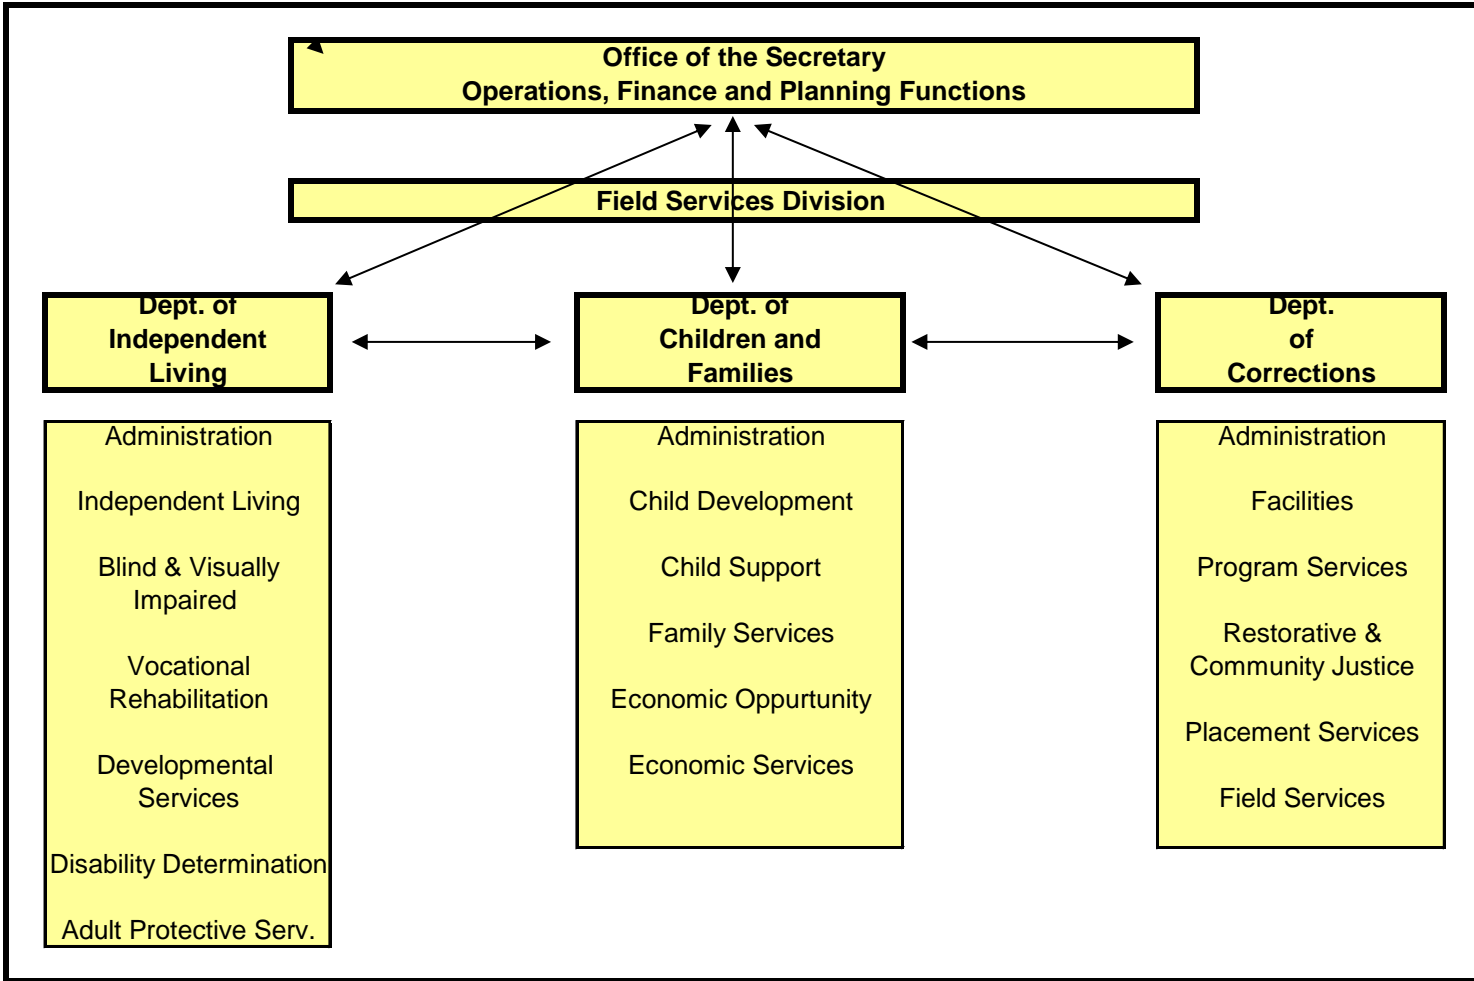 Office of the Secretary
Operations, Finance and Planning Functions
Field Services Division
Dept. of
Independent
Living
Dept. of
Children and
Families
Dept.
of
Corrections
Administration
Independent Living
Blind & Visually
Impaired
Vocational
Rehabilitation
Developmental
Services
Disability Determination
Adult Protective Serv.
Administration
Child Development
Child Support
Family Services
Economic Oppurtunity
Economic Services
Administration
Facilities
Program Services
Restorative &
Community Justice
Placement Services
Field Services